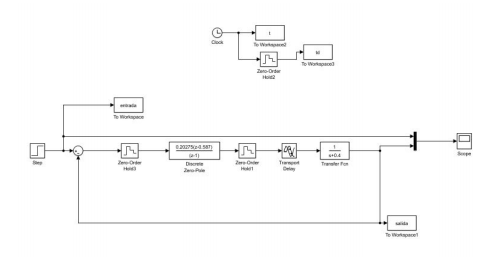 t
Clock
To Workspace2
td
Zero-Order
Hold2
To Workspace3
entrada
To Workspace
Step
Zero-Order
Hold3
0.20275(z-0.587)
(z-1)
Discrete
Zero-Pole
Zero-Order
Hold1
Transport
Delay
1
s+0.4
Transfer Fcn
Scope
salida
To Workspace1